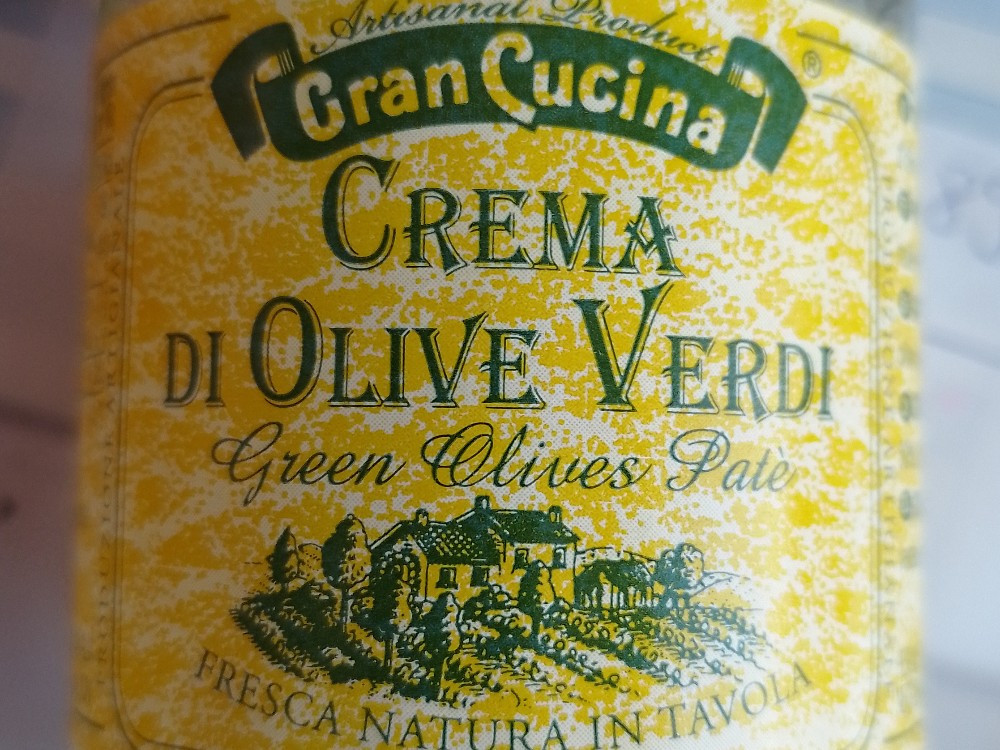 Artisanal Product
Gran Cucina
®
CREMA
DI OLIVE VERDI
Green Olives Patè
FRESCA NATURA IN TAVOLA